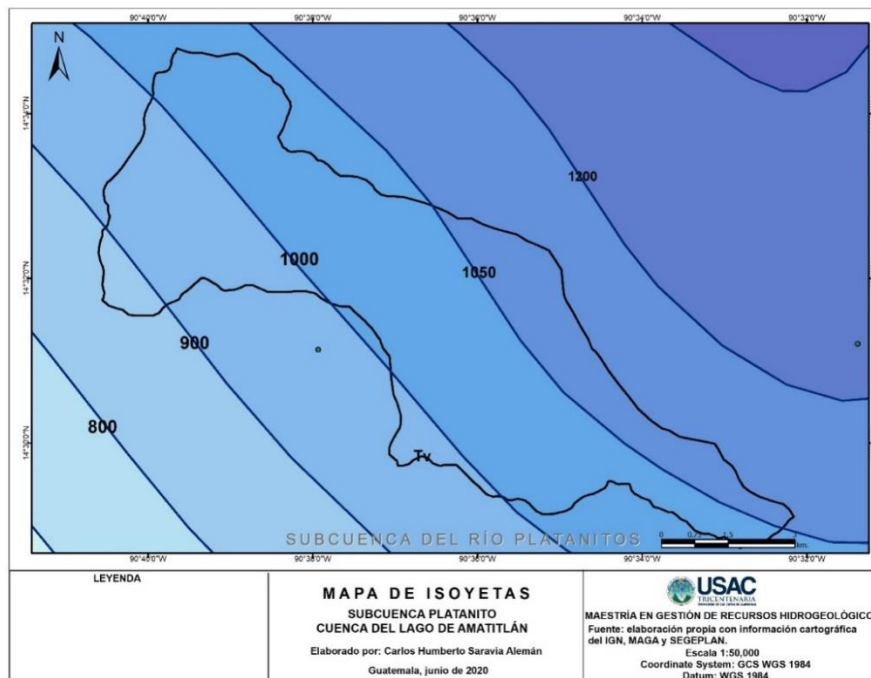 90°40'0"W 90°38'0"W 90°36'0"W 90°34'0"W 90°32'0"W
N
1200
1000
1050
900
800
Tv
SUBCUENCA DEL RÍO PLATANITOS
0
km.
90°40'0"W 90°38'0"W 90°36'0"W 90°34'0"W 90°32'0"W
LEYENDA
MAPA DE ISOYETAS
SUBCUENCA PLATANITO
CUENCA DEL LAGO DE AMATITLÁN
Elaborado por: Carlos Humberto Saravia Alemán
Guatemala, junio de 2020
USAC
TRICENTENARIA
MAESTRÍA EN GESTIÓN DE RECURSOS HIDROGEOLÓGICO
Fuente: elaboración propia con información cartográfica
del IGN, MAGA y SEGEPLAN.
Escala 1:50,000
Coordinate System: GCS WGS 1984
Datum: WGS 1984